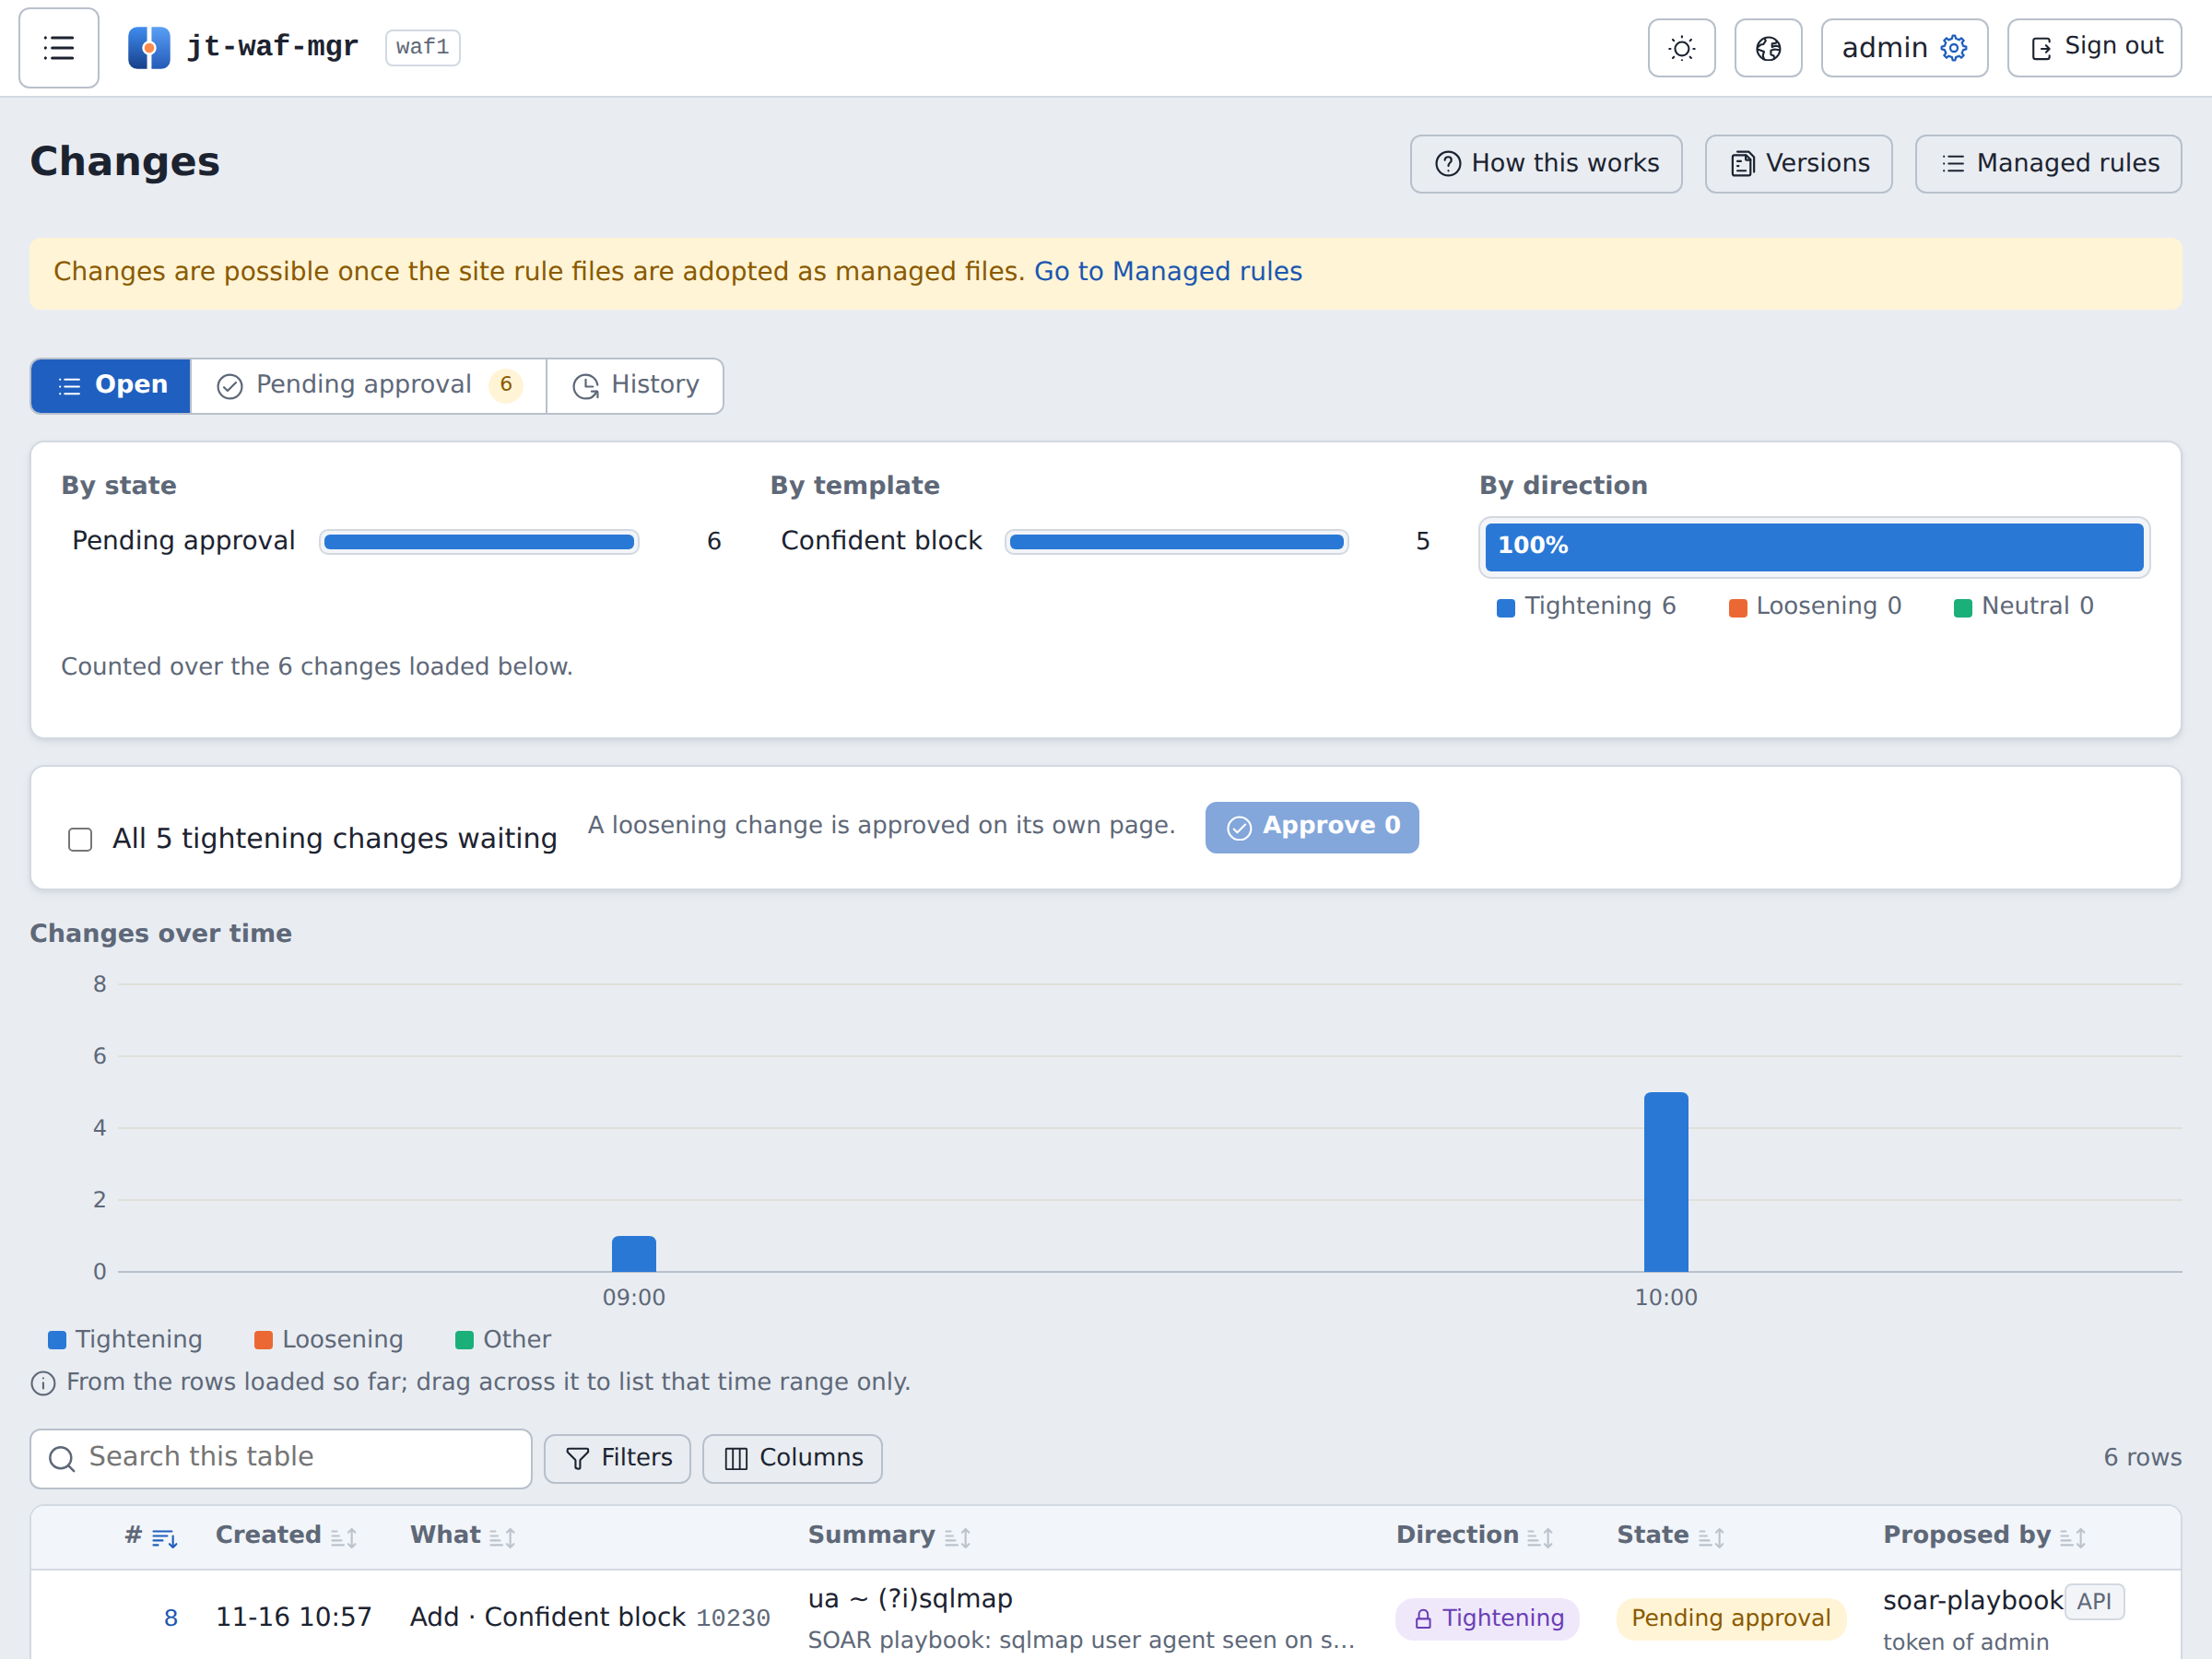 jt-waf-mgr waf1 admin Sign out
Changes How this works Versions Managed rules
Changes are possible once the site rule files are adopted as managed files. Go to Managed rules
Open Pending approval 6 History
By state By template By direction
Pending approval 6 Confident block 5 100%
Tightening 6 Loosening 0 Neutral 0
Counted over the 6 changes loaded below.
All 5 tightening changes waiting A loosening change is approved on its own page. Approve 0
Changes over time
8
6
4
2
0
09:00 10:00
Tightening Loosening Other
From the rows loaded so far; drag across it to list that time range only.
Search this table Filters Columns 6 rows
# Created What Summary Direction State Proposed by
8 11-16 10:57 Add · Confident block 10230 ua ~ (?i)sqlmap Tightening Pending approval soar-playbook API
SOAR playbook: sqlmap user agent seen on s… token of admin